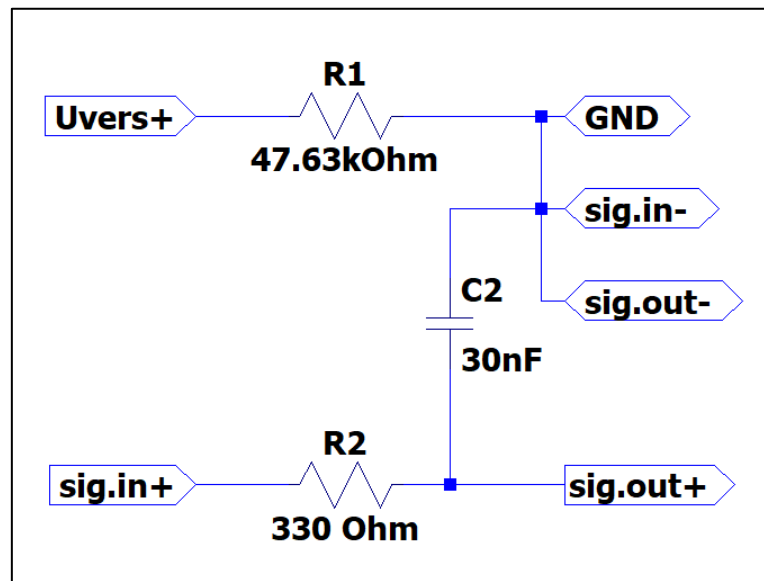 R1
Uvers+
GND
47.63kOhm
sig.in-
C2
sig.out-
30nF
R2
sig.in+
sig.out+
330 Ohm